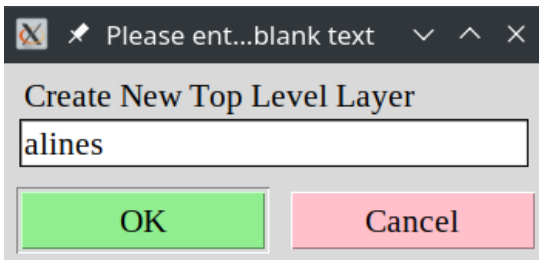 Please ent...blank text
Create New Top Level Layer
alines
OK
Cancel